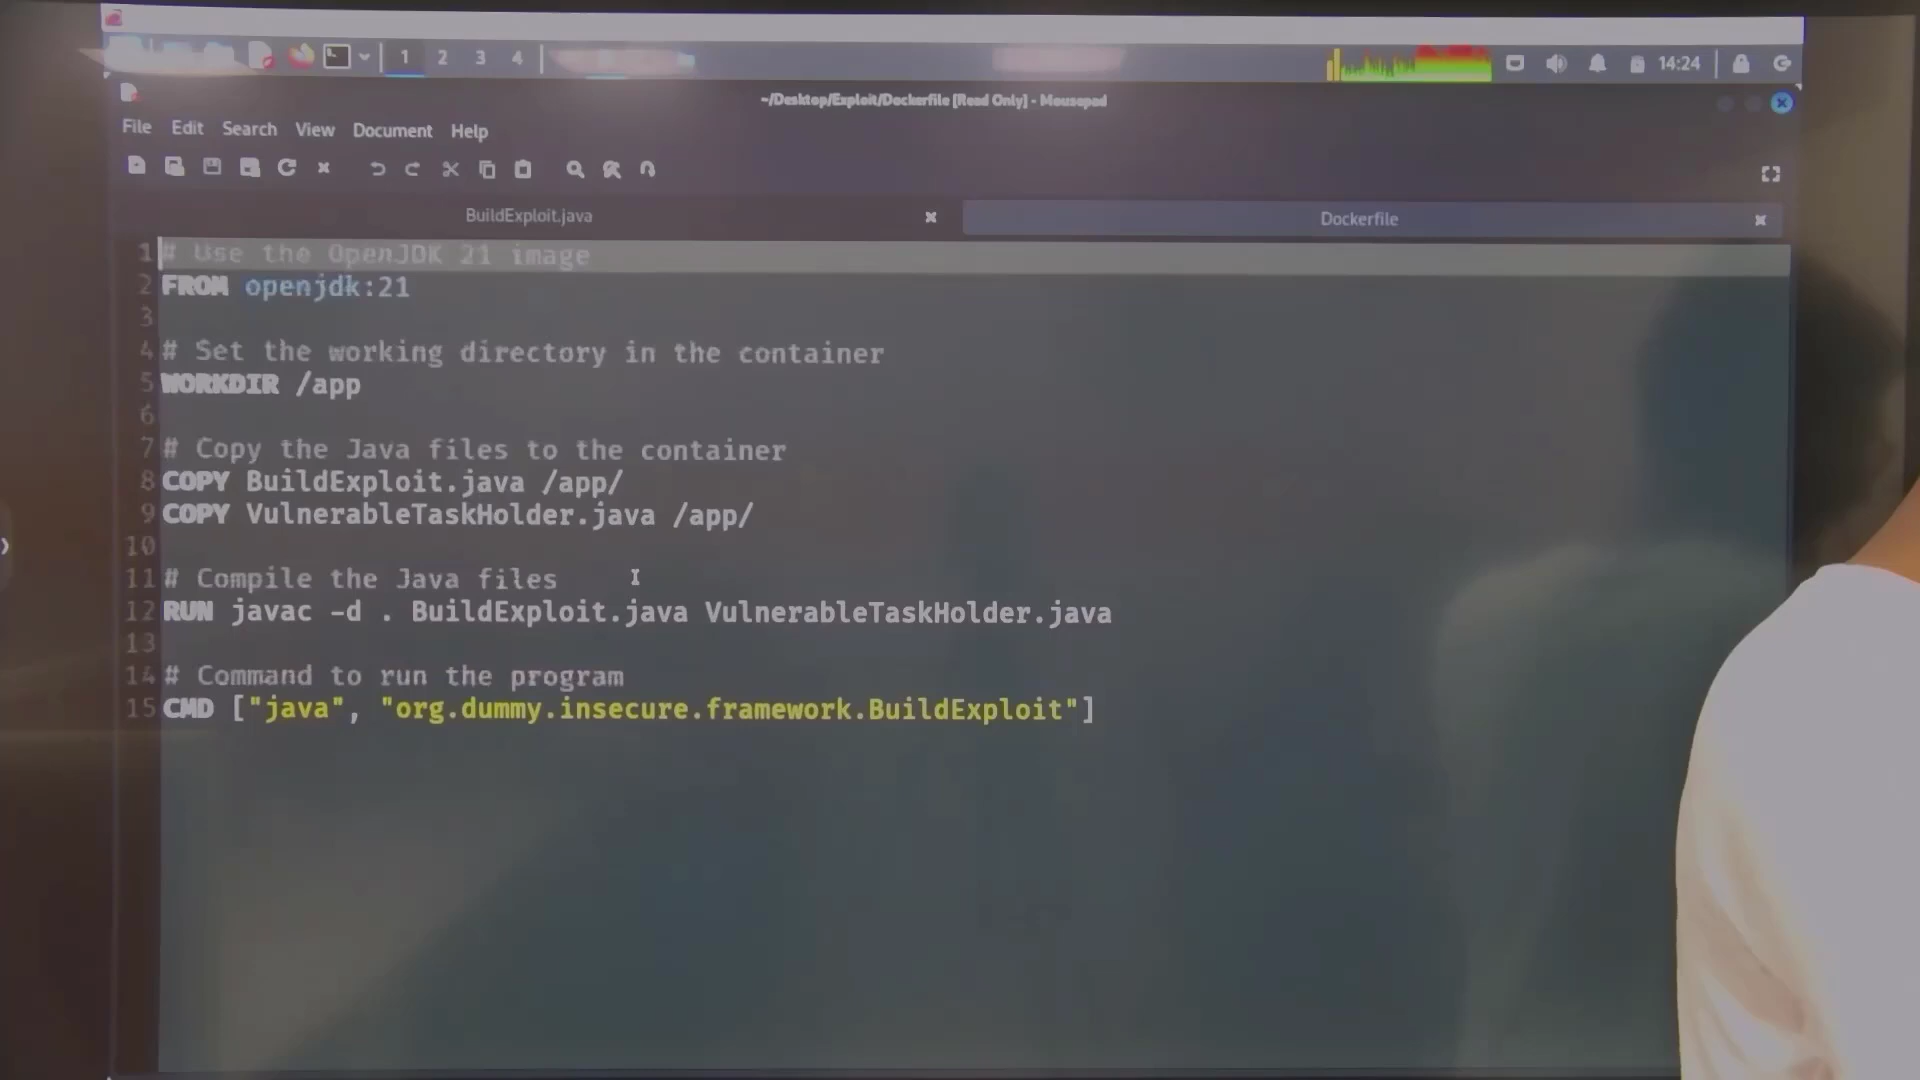 1 2 3 4
14:24
~/Desktop/Exploit/Dockerfile [Read Only] - Mousepad
File Edit Search View Document Help
BuildExploit.java Dockerfile
1 # Use the OpenJDK 21 image
2 FROM openjdk:21
3
4 # Set the working directory in the container
5 WORKDIR /app
6
7 # Copy the Java files to the container
8 COPY BuildExploit.java /app/
9 COPY VulnerableTaskHolder.java /app/
10
11 # Compile the Java files
12 RUN javac -d . BuildExploit.java VulnerableTaskHolder.java
13
14 # Command to run the program
15 CMD ["java", "org.dummy.insecure.framework.BuildExploit"]